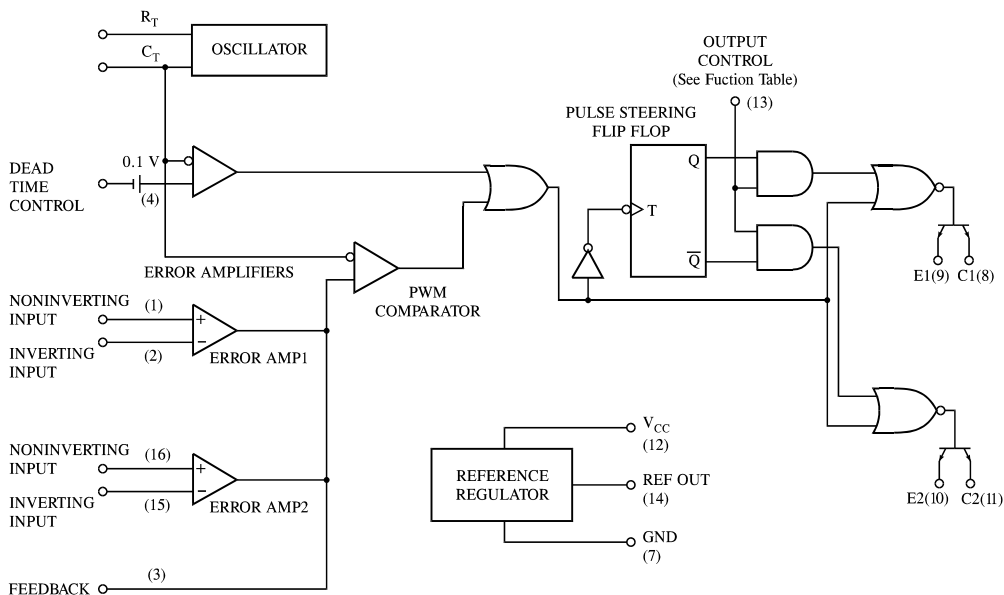 R_T
OSCILLATOR
C_T
OUTPUT
CONTROL
(See Fuction Table)
(13)
PULSE STEERING
FLIP FLOP
DEAD
TIME
CONTROL
0.1 V
(4)
Q
T
Q̅
ERROR AMPLIFIERS
PWM
COMPARATOR
E1(9)
C1(8)
NONINVERTING
INPUT
(1)
+
−
INVERTING
INPUT
(2)
ERROR AMP1
NONINVERTING
INPUT
(16)
+
−
INVERTING
INPUT
(15)
ERROR AMP2
REFERENCE
REGULATOR
V_CC
(12)
REF OUT
(14)
GND
(7)
E2(10)
C2(11)
FEEDBACK
(3)